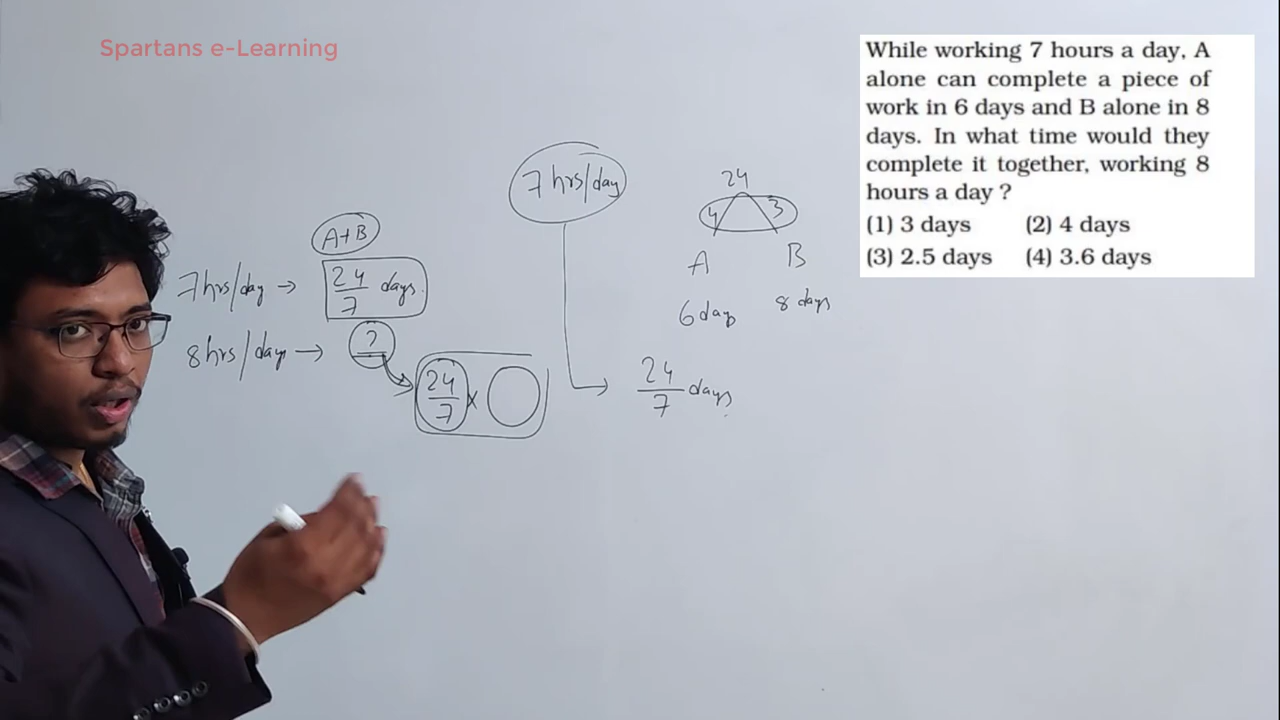 Spartans e-Learning
While working 7 hours a day, A
alone can complete a piece of
work in 6 days and B alone in 8
days. In what time would they
complete it together, working 8
hours a day ?
(1) 3 days (2) 4 days
(3) 2.5 days (4) 3.6 days
7 hrs/day
24
4 3
A B
6 day 8 days
A+B
7hrs/day → 24/7 days
8hrs/day → ?
24/7 ×
24/7 days